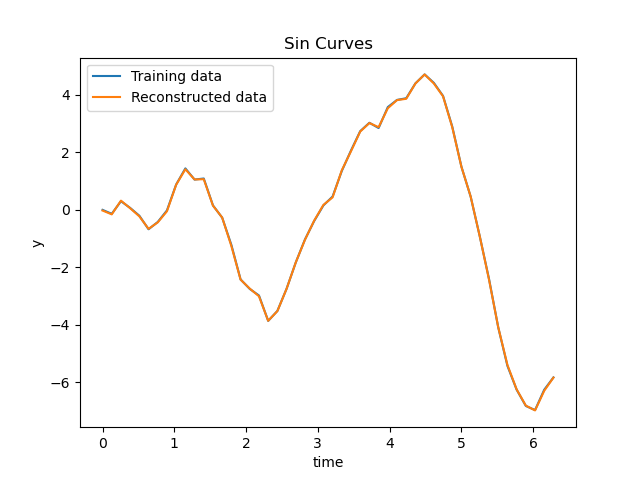 Sin Curves
Training data
Reconstructed data
4
2
0
−2
−4
−6
y
0 1 2 3 4 5 6
time